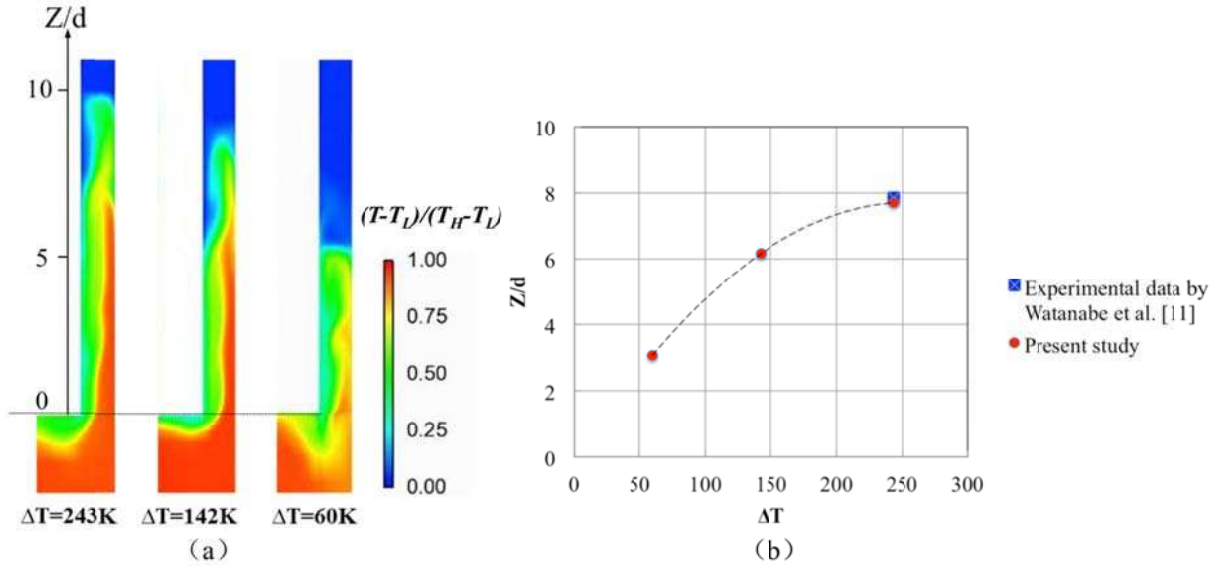 Z/d
10
5
0
(T-T_L)/(T_H-T_L)
1.00
0.75
0.50
0.25
0.00
ΔT=243K ΔT=142K ΔT=60K
(a)
10
8
6
4
2
0
Z/d
0 50 100 150 200 250 300
ΔT
Experimental data by
Watanabe et al. [11]
Present study
(b)